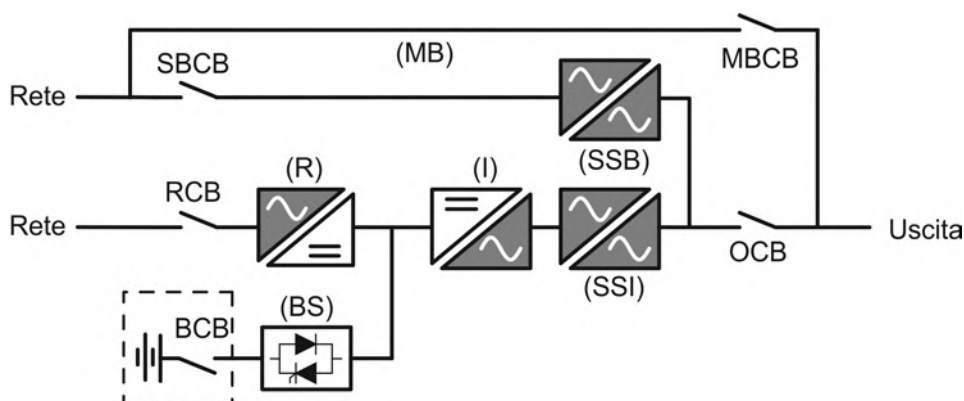 (MB)
MBCB
SBCB
Rete
(SSB)
(R)
(I)
RCB
Rete
Uscita
OCB
(SSI)
(BS)
BCB